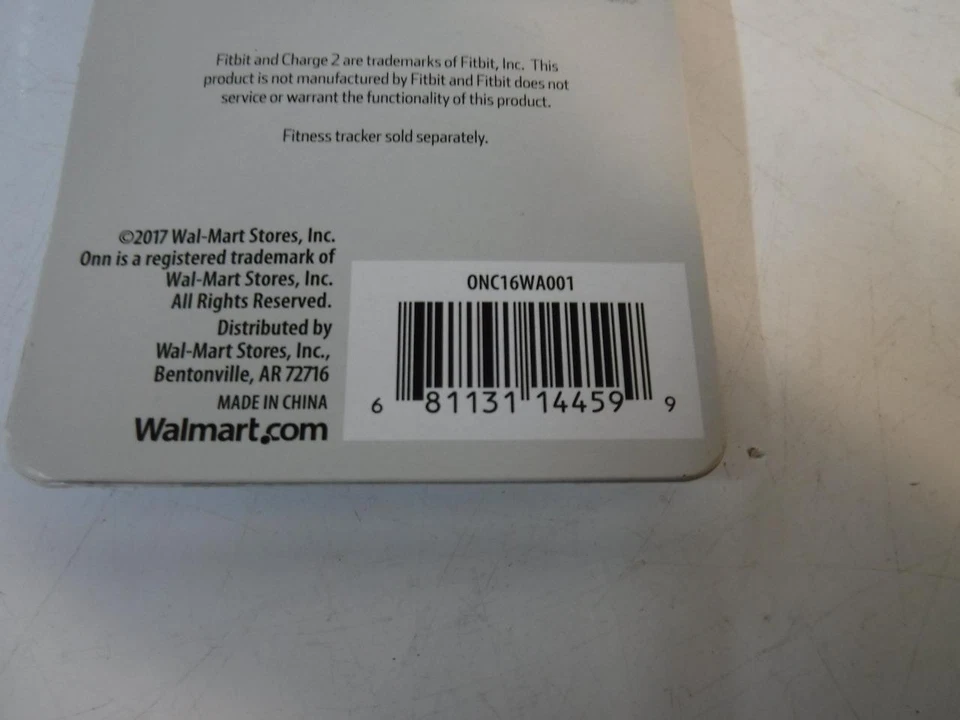 Fitbit and Charge 2 are trademarks of Fitbit, Inc. This
product is not manufactured by Fitbit and Fitbit does not
service or warrant the functionality of this product.
Fitness tracker sold separately.
©2017 Wal-Mart Stores, Inc.
Onn is a registered trademark of
Wal-Mart Stores, Inc.
All Rights Reserved.
Distributed by
Wal-Mart Stores, Inc.,
Bentonville, AR 72716
MADE IN CHINA
Walmart.com
ONC16WA001
6 81131 14459 9